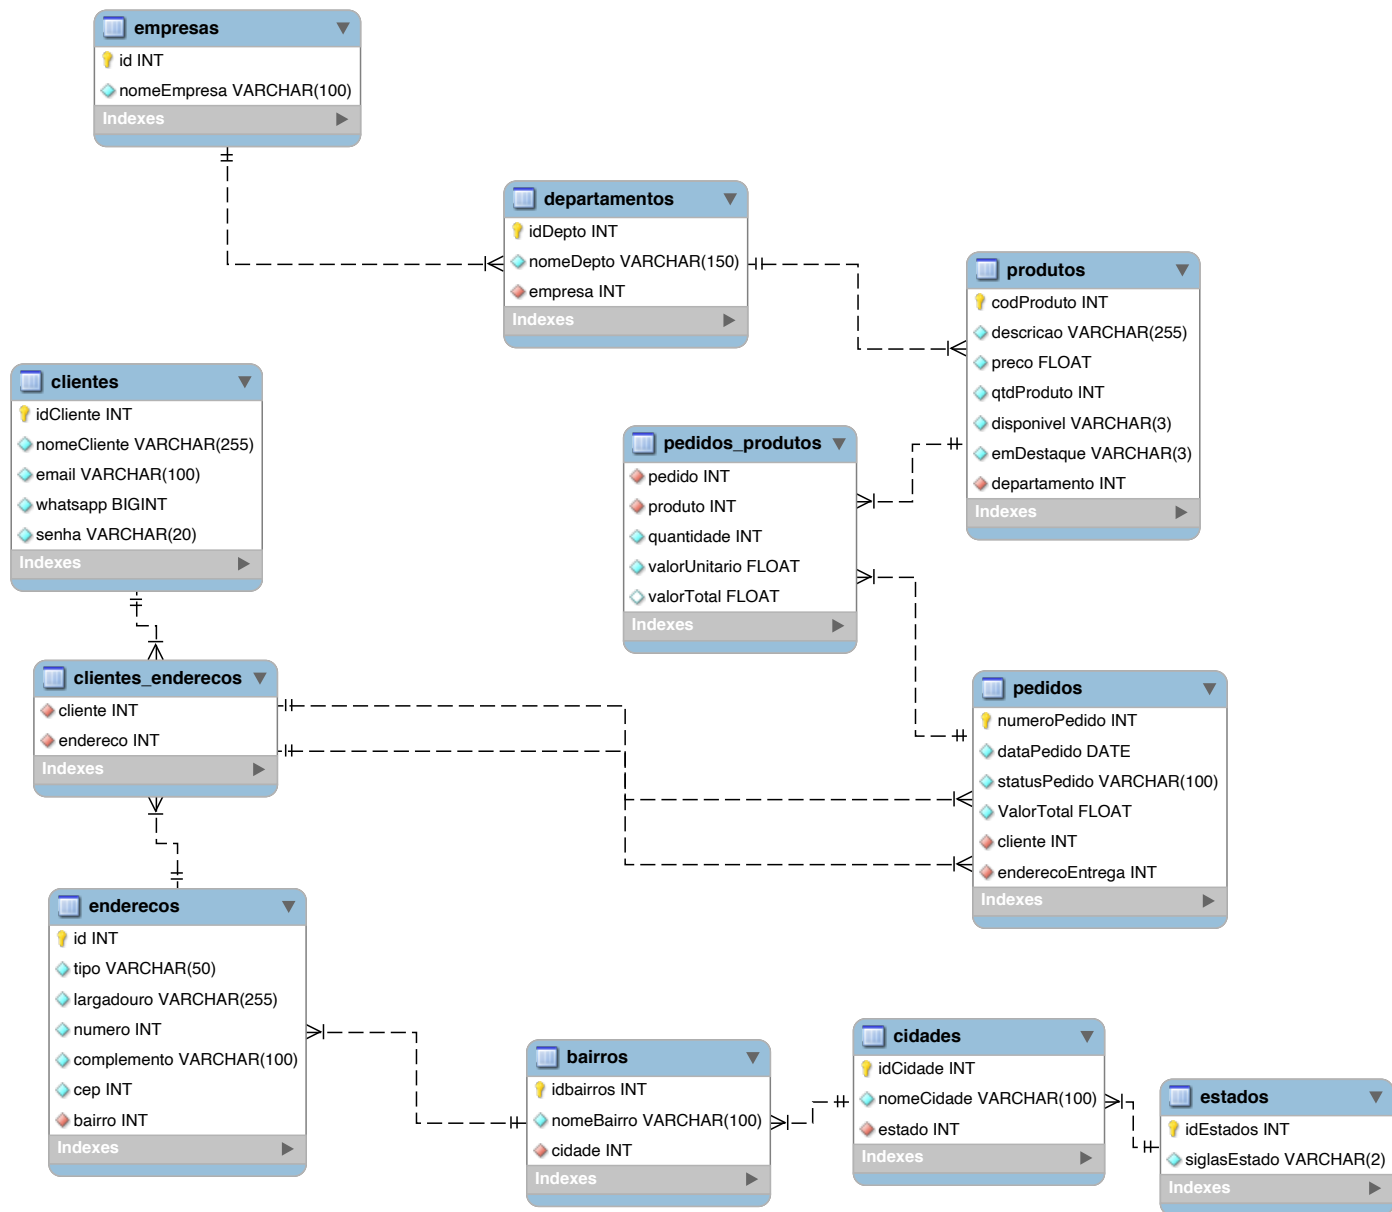 empresas
id INT
nomeEmpresa VARCHAR(100)
Indexes
departamentos
idDepto INT
nomeDepto VARCHAR(150)
empresa INT
Indexes
produtos
codProduto INT
descricao VARCHAR(255)
preco FLOAT
qtdProduto INT
disponivel VARCHAR(3)
emDestaque VARCHAR(3)
departamento INT
Indexes
clientes
idCliente INT
nomeCliente VARCHAR(255)
email VARCHAR(100)
whatsapp BIGINT
senha VARCHAR(20)
Indexes
pedidos_produtos
pedido INT
produto INT
quantidade INT
valorUnitario FLOAT
valorTotal FLOAT
Indexes
clientes_enderecos
cliente INT
endereco INT
Indexes
pedidos
numeroPedido INT
dataPedido DATE
statusPedido VARCHAR(100)
ValorTotal FLOAT
cliente INT
enderecoEntrega INT
Indexes
enderecos
id INT
tipo VARCHAR(50)
largadouro VARCHAR(255)
numero INT
complemento VARCHAR(100)
cep INT
bairro INT
Indexes
bairros
idbairros INT
nomeBairro VARCHAR(100)
cidade INT
Indexes
cidades
idCidade INT
nomeCidade VARCHAR(100)
estado INT
Indexes
estados
idEstados INT
siglasEstado VARCHAR(2)
Indexes